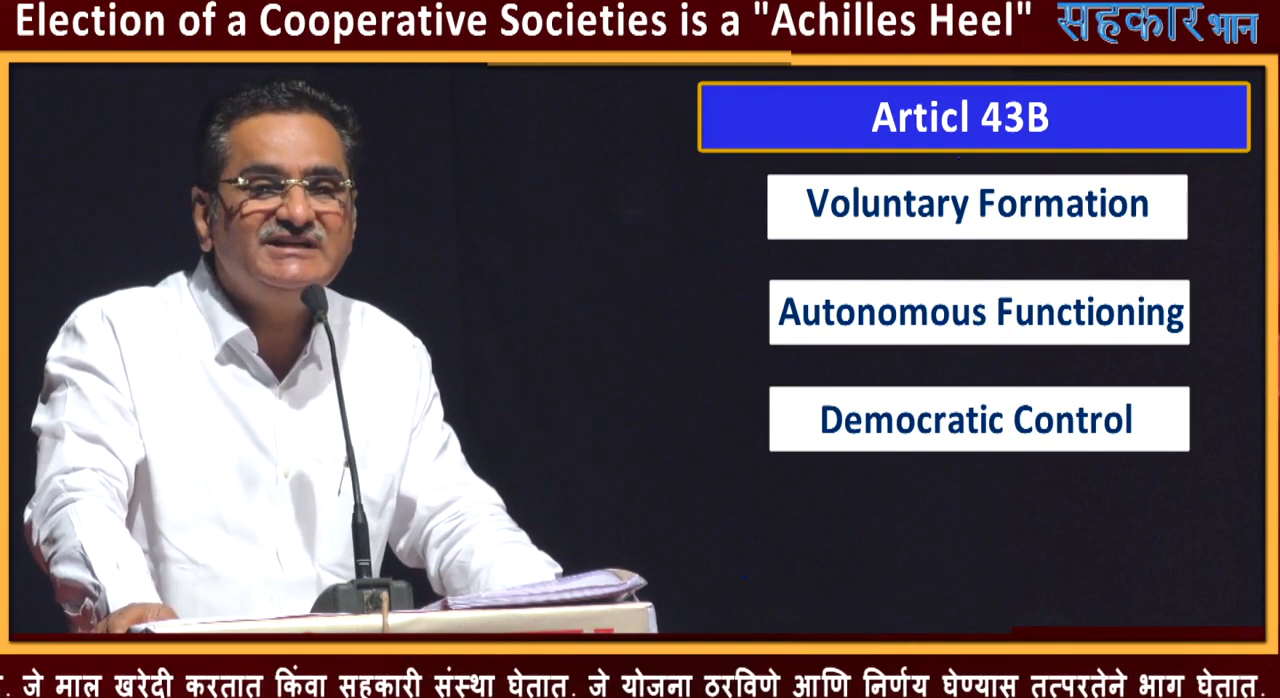 Election of a Cooperative Societies is a "Achilles Heel" सहकार भान
Articl 43B
Voluntary Formation
Autonomous Functioning
Democratic Control
. जे माल खरेदी करतात किंवा सहकारी संस्था घेतात. जे योजना ठरविणे आणि निर्णय घेण्यास तत्परतेने भाग घेतात.